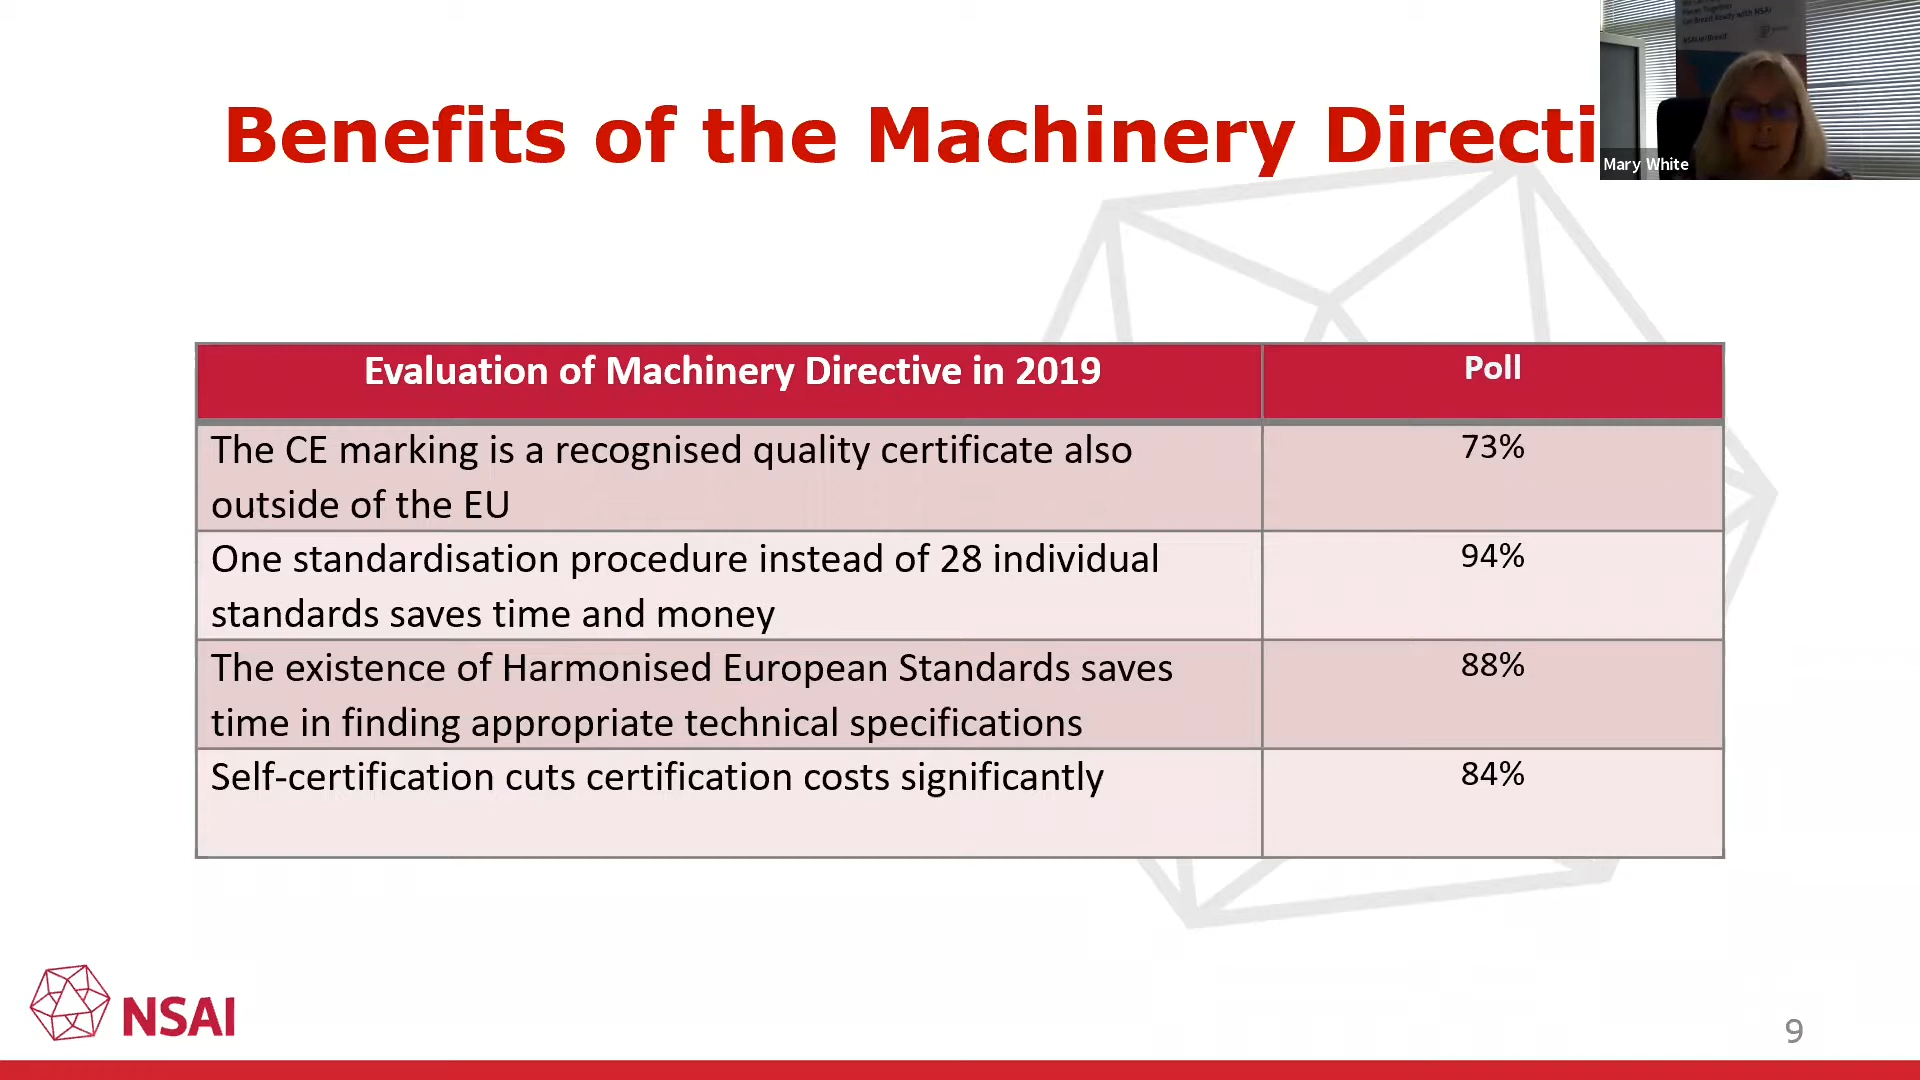 Benefits of the Machinery Directi
Mary White
Evaluation of Machinery Directive in 2019
Poll
The CE marking is a recognised quality certificate also
outside of the EU
73%
One standardisation procedure instead of 28 individual
standards saves time and money
94%
The existence of Harmonised European Standards saves
time in finding appropriate technical specifications
88%
Self-certification cuts certification costs significantly
84%
NSAI
9